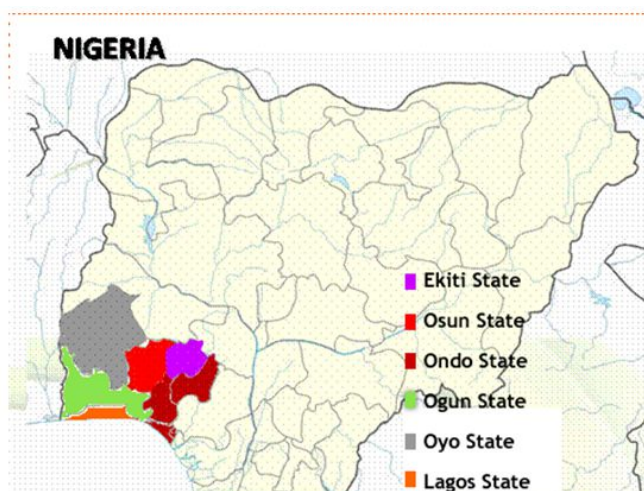 NIGERIA
Ekiti State
Osun State
Ondo State
Ogun State
Oyo State
Lagos State